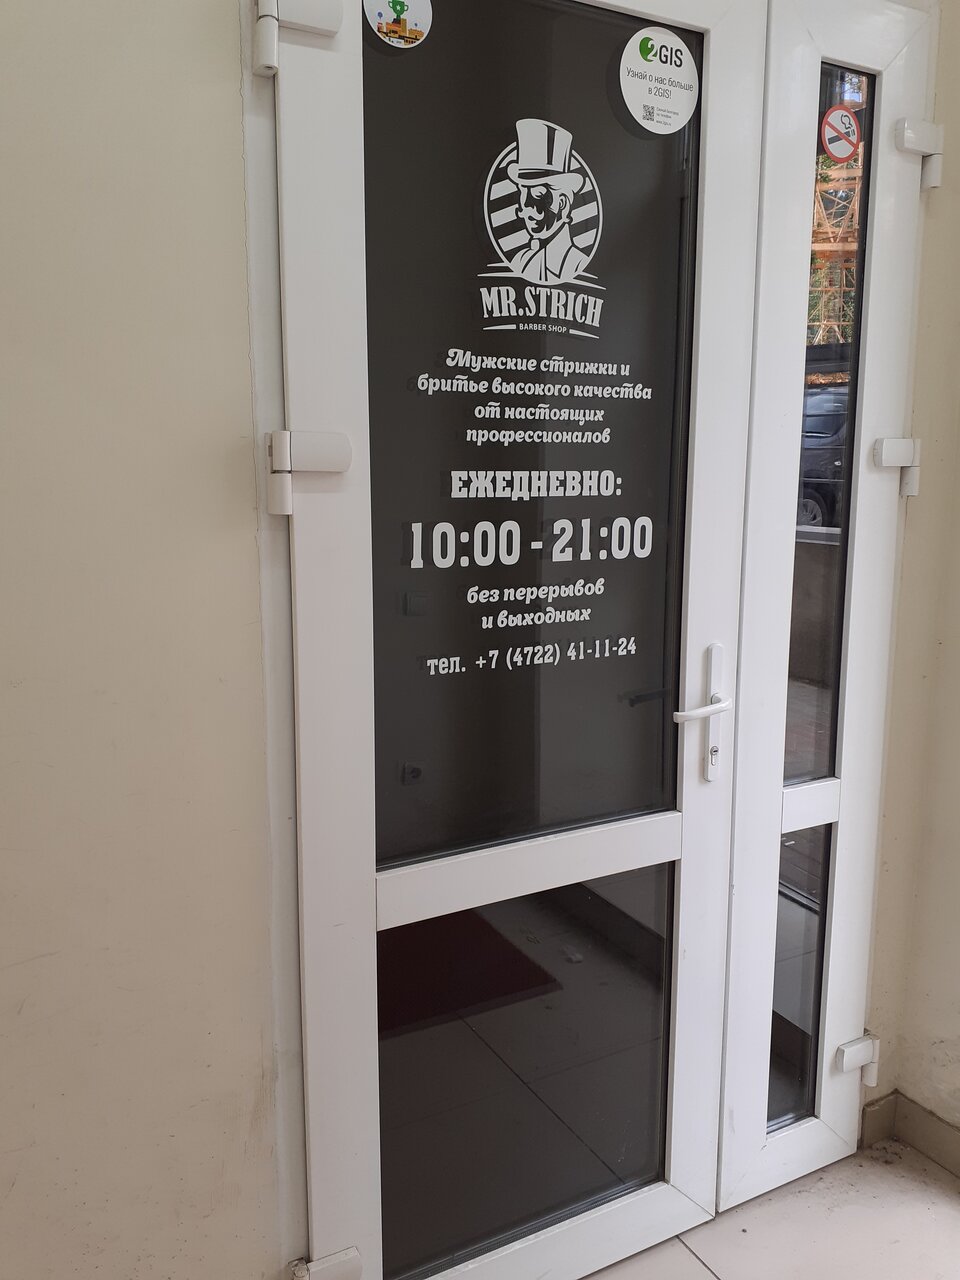 2GIS
Узнай о нас больше
в 2GIS!
MR.STRICH
BARBER SHOP
Мужские стрижки и
бритье высокого качества
от настоящих
профессионалов
ЕЖЕДНЕВНО:
10:00 - 21:00
без перерывов
и выходных
тел. +7 (4722) 41-11-24